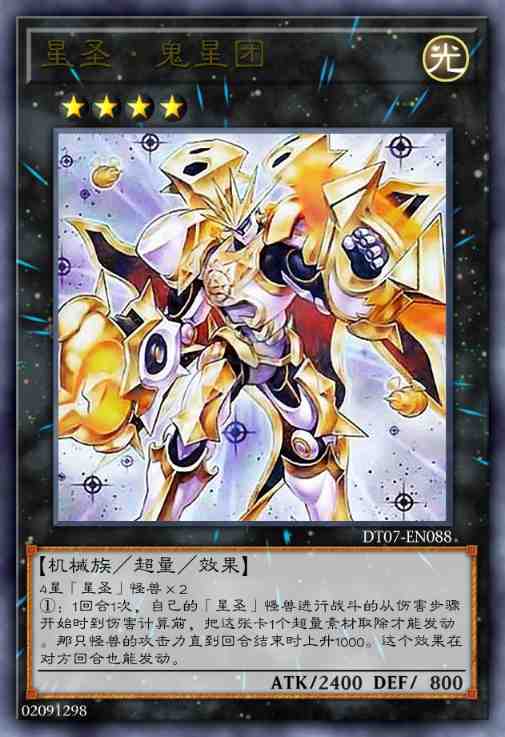 星圣·鬼星团
光
DT07-EN088
【机械族／超量／效果】
4星「星圣」怪兽×2
①：1回合1次，自己的「星圣」怪兽进行战斗的从伤害步骤
开始时到伤害计算前，把这张卡1个超量素材取除才能发动
。那只怪兽的攻击力直到回合结束时上升1000。这个效果在
对方回合也能发动。
ATK/2400 DEF/ 800
02091298